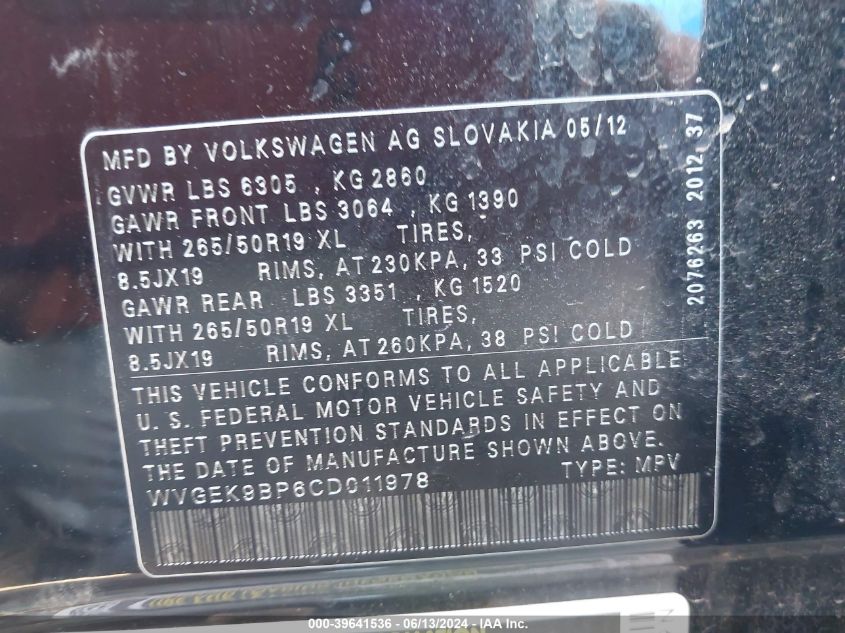 MFD BY VOLKSWAGEN AG SLOVAKIA 05/12
GVWR LBS 6305 , KG 2860
GAWR FRONT LBS 3064 , KG 1390
WITH 265/50R19 XL TIRES,
8.5JX19 RIMS, AT 230KPA, 33 PSI COLD
GAWR REAR LBS 3351 , KG 1520
WITH 265/50R19 XL TIRES,
8.5JX19 RIMS, AT 260KPA, 38 PSI COLD
THIS VEHICLE CONFORMS TO ALL APPLICABLE
U. S. FEDERAL MOTOR VEHICLE SAFETY AND
THEFT PREVENTION STANDARDS IN EFFECT ON
THE DATE OF MANUFACTURE SHOWN ABOVE.
WVGEK9BP6CD011978 TYPE: MPV
2076263 2012 37
000-39641536 - 06/13/2024 - IAAI.com